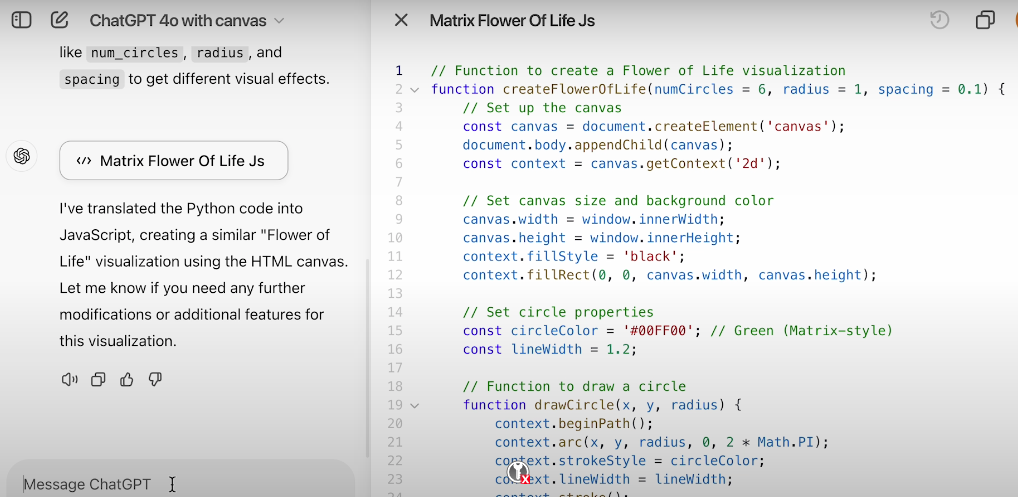 ChatGPT 4o with canvas
like num_circles, radius, and
spacing to get different visual effects.
Matrix Flower Of Life Js
I've translated the Python code into
JavaScript, creating a similar "Flower of
Life" visualization using the HTML canvas.
Let me know if you need any further
modifications or additional features for
this visualization.
Message ChatGPT
Matrix Flower Of Life Js
1 // Function to create a Flower of Life visualization
2 function createFlowerOfLife(numCircles = 6, radius = 1, spacing = 0.1) {
3 // Set up the canvas
4 const canvas = document.createElement('canvas');
5 document.body.appendChild(canvas);
6 const context = canvas.getContext('2d');
7
8 // Set canvas size and background color
9 canvas.width = window.innerWidth;
10 canvas.height = window.innerHeight;
11 context.fillStyle = 'black';
12 context.fillRect(0, 0, canvas.width, canvas.height);
13
14 // Set circle properties
15 const circleColor = '#00FF00'; // Green (Matrix-style)
16 const lineWidth = 1.2;
17
18 // Function to draw a circle
19 function drawCircle(x, y, radius) {
20 context.beginPath();
21 context.arc(x, y, radius, 0, 2 * Math.PI);
22 context.strokeStyle = circleColor;
23 context.lineWidth = lineWidth;
24 context.stroke();